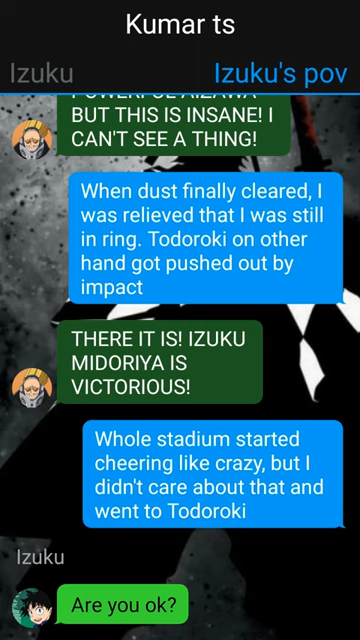 Kumar ts
Izuku
Izuku's pov
POWERFUL AIZAWA
BUT THIS IS INSANE! I
CAN'T SEE A THING!
When dust finally cleared, I
was relieved that I was still
in ring. Todoroki on other
hand got pushed out by
impact
THERE IT IS! IZUKU
MIDORIYA IS
VICTORIOUS!
Whole stadium started
cheering like crazy, but I
didn't care about that and
went to Todoroki
Izuku
Are you ok?